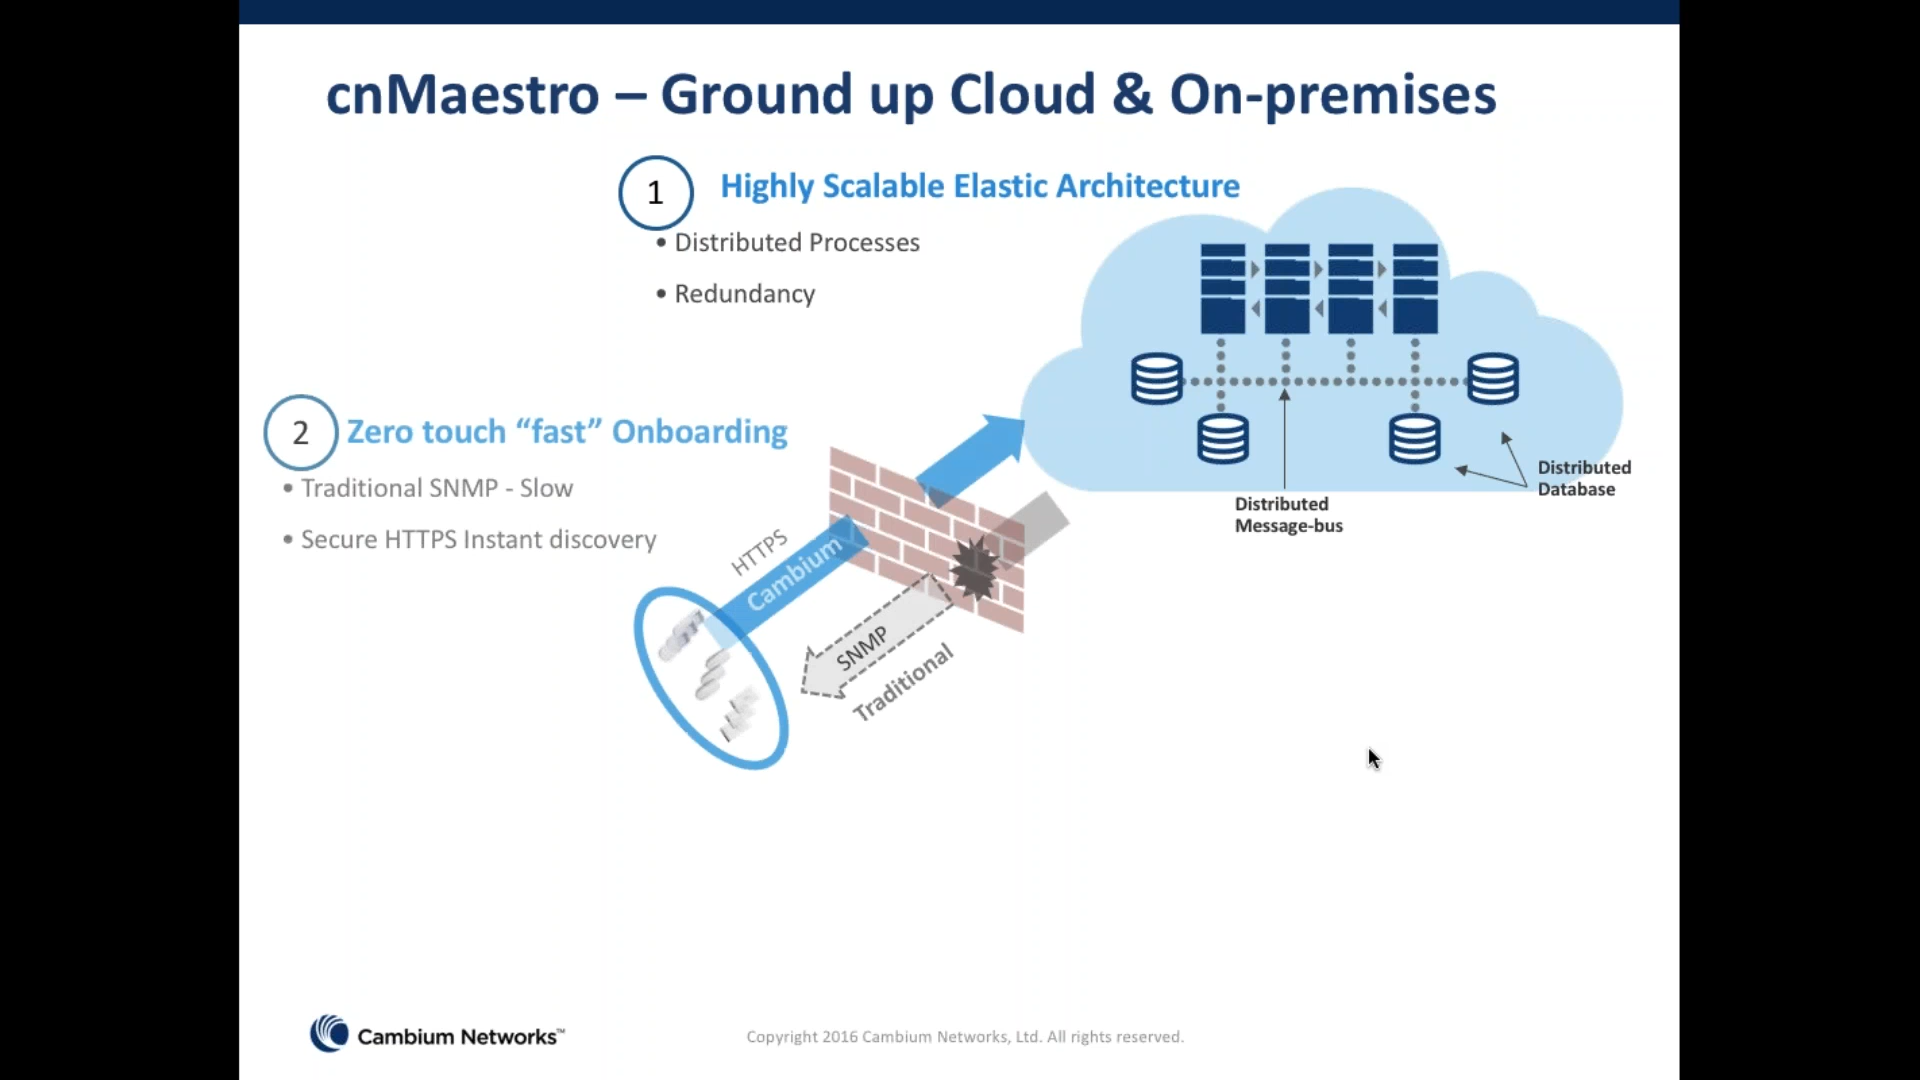 cnMaestro – Ground up Cloud & On-premises
1 Highly Scalable Elastic Architecture
• Distributed Processes
• Redundancy
2 Zero touch “fast” Onboarding
• Traditional SNMP - Slow
• Secure HTTPS Instant discovery
HTTPS
Cambium
SNMP
Traditional
Distributed
Message-bus
Distributed
Database
Cambium Networks™
Copyright 2016 Cambium Networks, Ltd. All rights reserved.